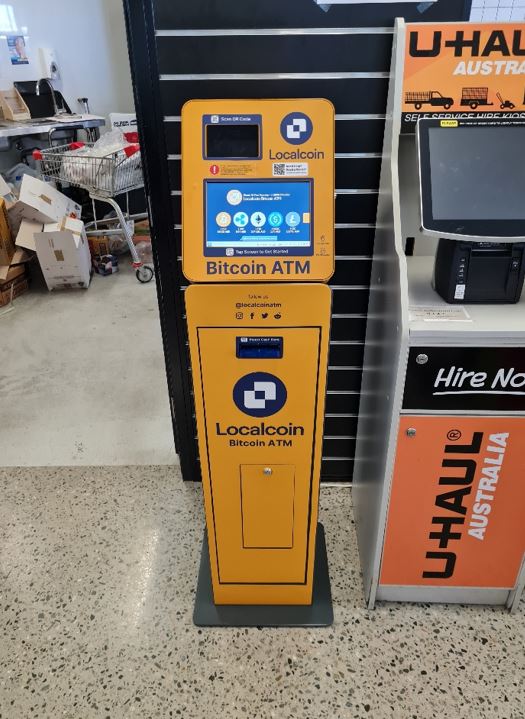 Scan QR Code
Localcoin
Localcoin Bitcoin ATM
Tap Screen to Get Started
Bitcoin ATM
follow us
@localcoinatm
Localcoin
Bitcoin ATM
U-HAUL
AUSTRALIA
SELF SERVICE HIRE KIOSK
Hire No
U-HAUL®
AUSTRALIA